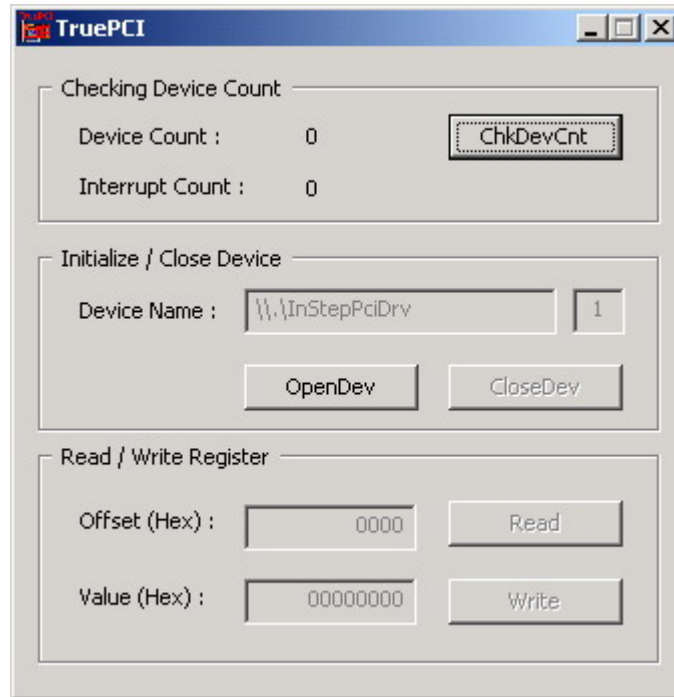 TruePCI
TruePCI
Checking Device Count
Device Count : 0 ChkDevCnt
Interrupt Count : 0
Initialize / Close Device
Device Name : \\.\InStepPciDrv 1
OpenDev CloseDev
Read / Write Register
Offset (Hex) : 0000 Read
Value (Hex) : 00000000 Write